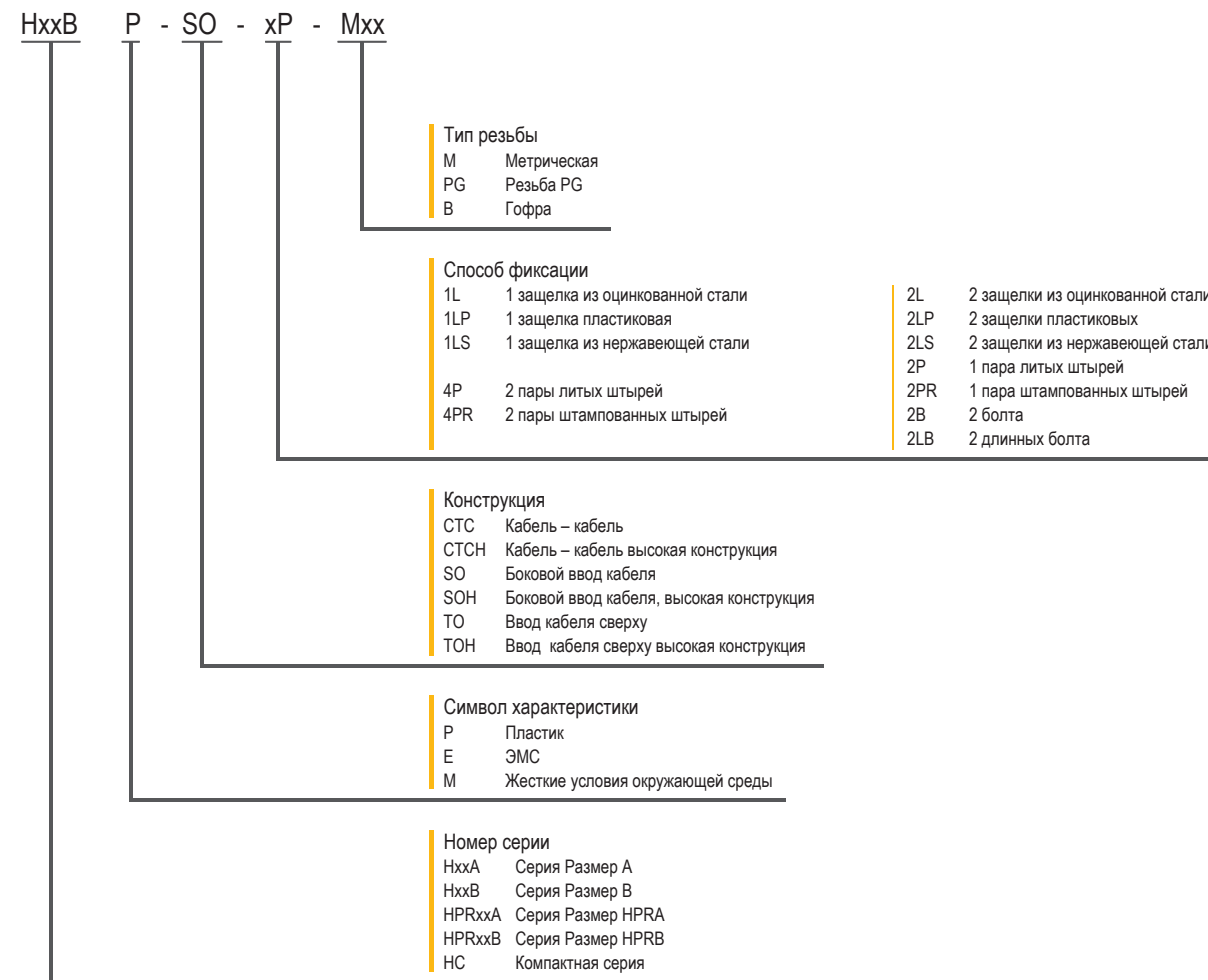 HxxB P - SO - xP - Mxx
Тип резьбы
M Метрическая
PG Резьба PG
B Гофра
Способ фиксации
1L 1 защелка из оцинкованной стали
1LP 1 защелка пластиковая
1LS 1 защелка из нержавеющей стали
4P 2 пары литых штырей
4PR 2 пары штампованных штырей
2L 2 защелки из оцинкованной стали
2LP 2 защелки пластиковых
2LS 2 защелки из нержавеющей стали
2P 1 пара литых штырей
2PR 1 пара штампованных штырей
2B 2 болта
2LB 2 длинных болта
Конструкция
CTC Кабель – кабель
CTCH Кабель – кабель высокая конструкция
SO Боковой ввод кабеля
SOH Боковой ввод кабеля, высокая конструкция
TO Ввод кабеля сверху
TOH Ввод кабеля сверху высокая конструкция
Символ характеристики
P Пластик
E ЭМС
M Жесткие условия окружающей среды
Номер серии
HxxA Серия Размер A
HxxB Серия Размер B
HPRxxA Серия Размер HPRA
HPRxxB Серия Размер HPRB
HC Компактная серия